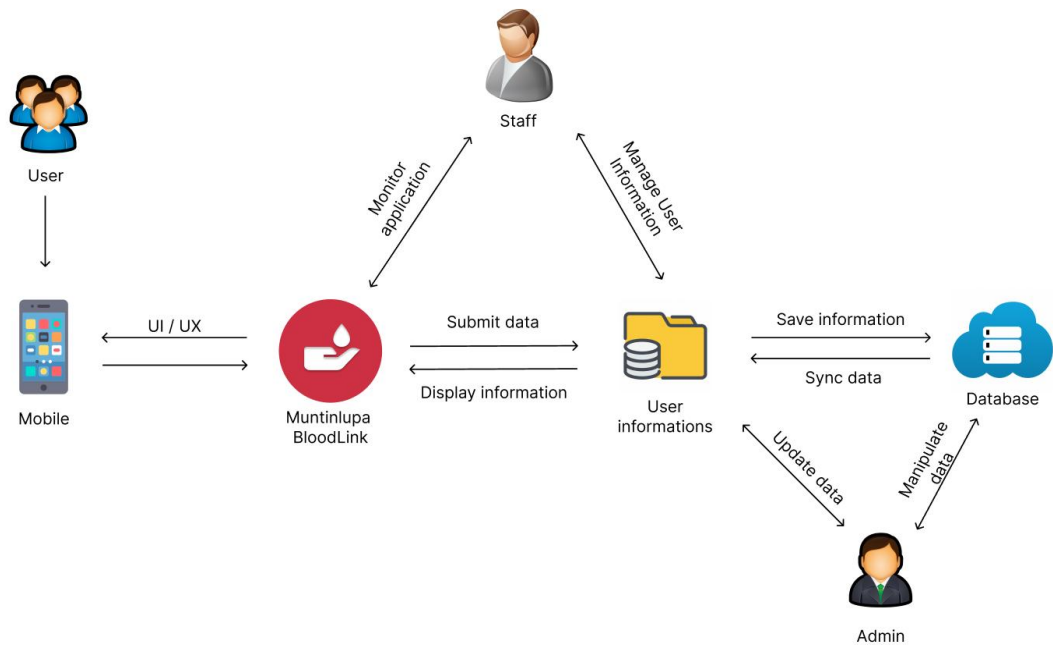 Staff
User
Monitor
application
Manage User
Information
UI / UX
Submit data
Save information
Display information
Sync data
Mobile
Muntinlupa
BloodLink
User
informations
Database
Update data
Manipulate
data
Admin